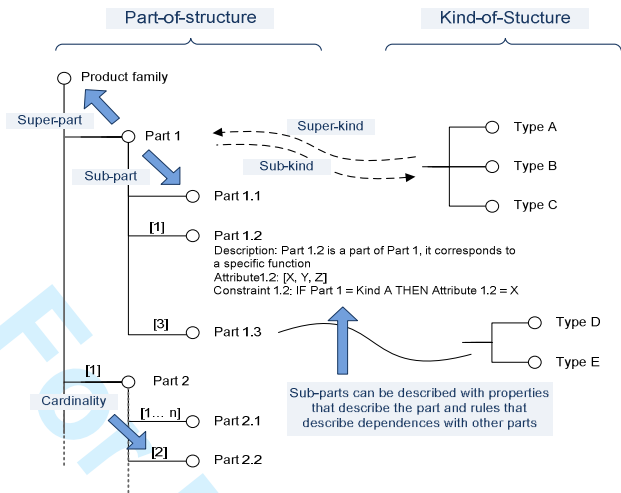 Part-of-structure
Kind-of-Stucture
Product family
Super-part
Part 1
Super-kind
Sub-kind
Type A
Type B
Type C
Sub-part
Part 1.1
[1]
Part 1.2
Description: Part 1.2 is a part of Part 1, it corresponds to
a specific function
Attribute1.2: [X, Y, Z]
Constraint 1.2: IF Part 1 = Kind A THEN Attribute 1.2 = X
[3]
Part 1.3
Type D
Type E
[1]
Part 2
Cardinality
[1... n]
Part 2.1
[2]
Part 2.2
Sub-parts can be described with properties
that describe the part and rules that
describe dependences with other parts